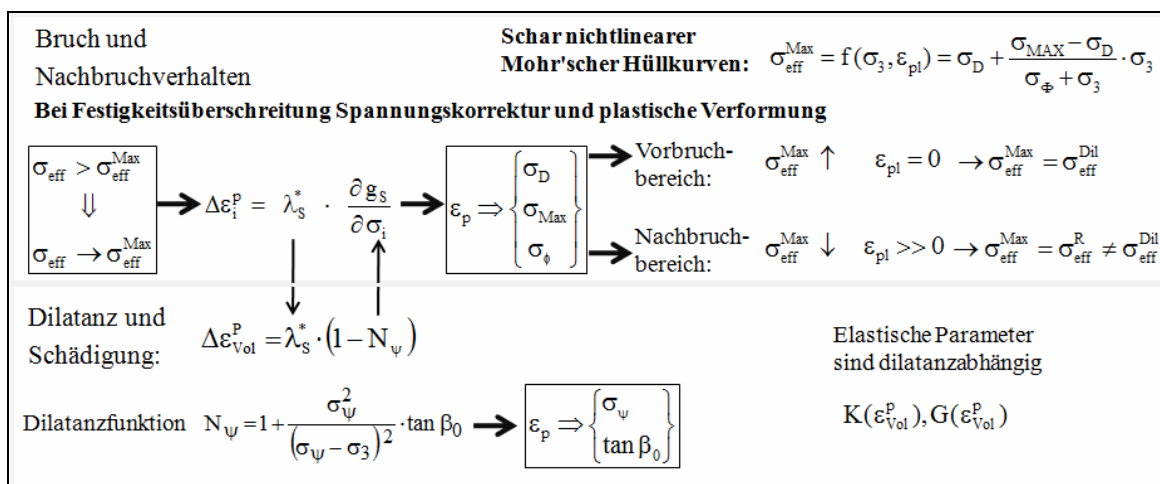 Bruch und
Nachbruchverhalten
Schar nichtlinearer
Mohr'scher Hüllkurven: σ_eff^Max = f(σ_3, ε_pl) = σ_D + (σ_MAX − σ_D)/(σ_Φ + σ_3) · σ_3
Bei Festigkeitsüberschreitung Spannungskorrektur und plastische Verformung
σ_eff > σ_eff^Max
⇓
σ_eff → σ_eff^Max
Δε_i^P = λ_S^* · ∂g_S/∂σ_i
ε_p ⇒ { σ_D
σ_Max
σ_ϕ }
Vorbruch-
bereich: σ_eff^Max ↑ ε_pl = 0 → σ_eff^Max = σ_eff^Dil
Nachbruch-
bereich: σ_eff^Max ↓ ε_pl >> 0 → σ_eff^Max = σ_eff^R ≠ σ_eff^Dil
Dilatanz und
Schädigung: Δε_Vol^P = λ_S^* · (1 − N_ψ)
Elastische Parameter
sind dilatanzabhängig
K(ε_Vol^p), G(ε_Vol^p)
Dilatanzfunktion N_Ψ = 1 + σ_Ψ^2/(σ_Ψ − σ_3)^2 · tan β_0
ε_p ⇒ { σ_ψ
tan β_0 }